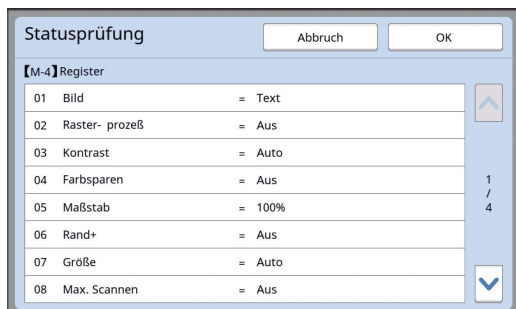 Statusprüfung Abbruch OK
【M-4】Register
01 Bild = Text
02 Raster- prozeß = Aus
03 Kontrast = Auto
04 Farbsparen = Aus
05 Maßstab = 100%
06 Rand+ = Aus
07 Größe = Auto
08 Max. Scannen = Aus
1
/
4